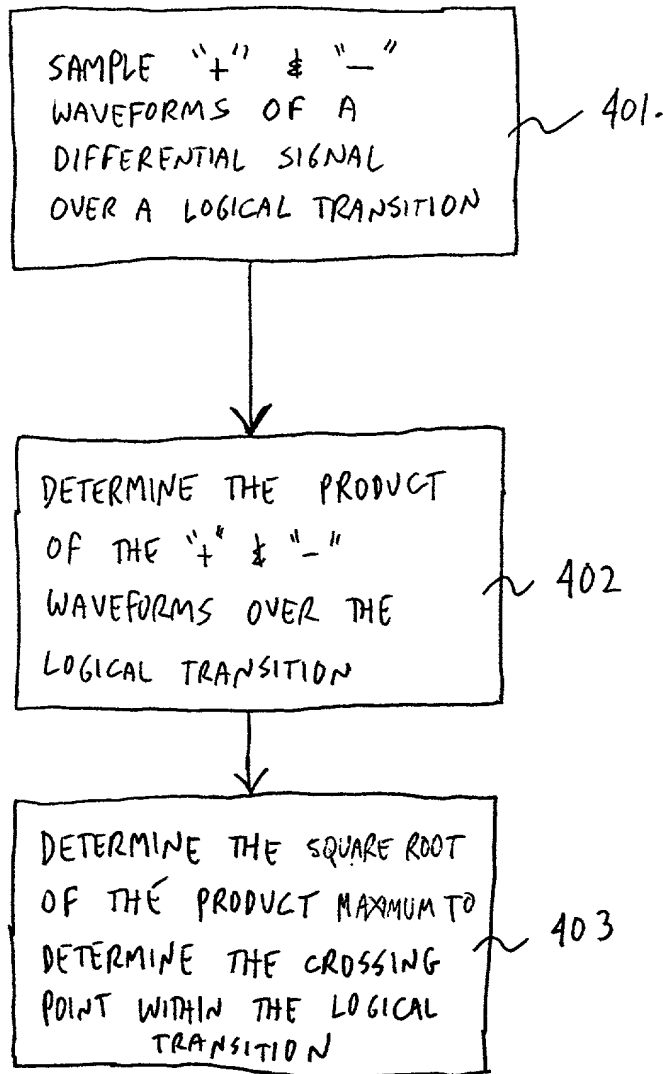 SAMPLE "+" & "-"
WAVEFORMS OF A
DIFFERENTIAL SIGNAL
OVER A LOGICAL TRANSITION
401.
DETERMINE THE PRODUCT
OF THE "+" & "-"
WAVEFORMS OVER THE
LOGICAL TRANSITION
402
DETERMINE THE SQUARE ROOT
OF THE PRODUCT MAXIMUM TO
DETERMINE THE CROSSING
POINT WITHIN THE LOGICAL
TRANSITION
403